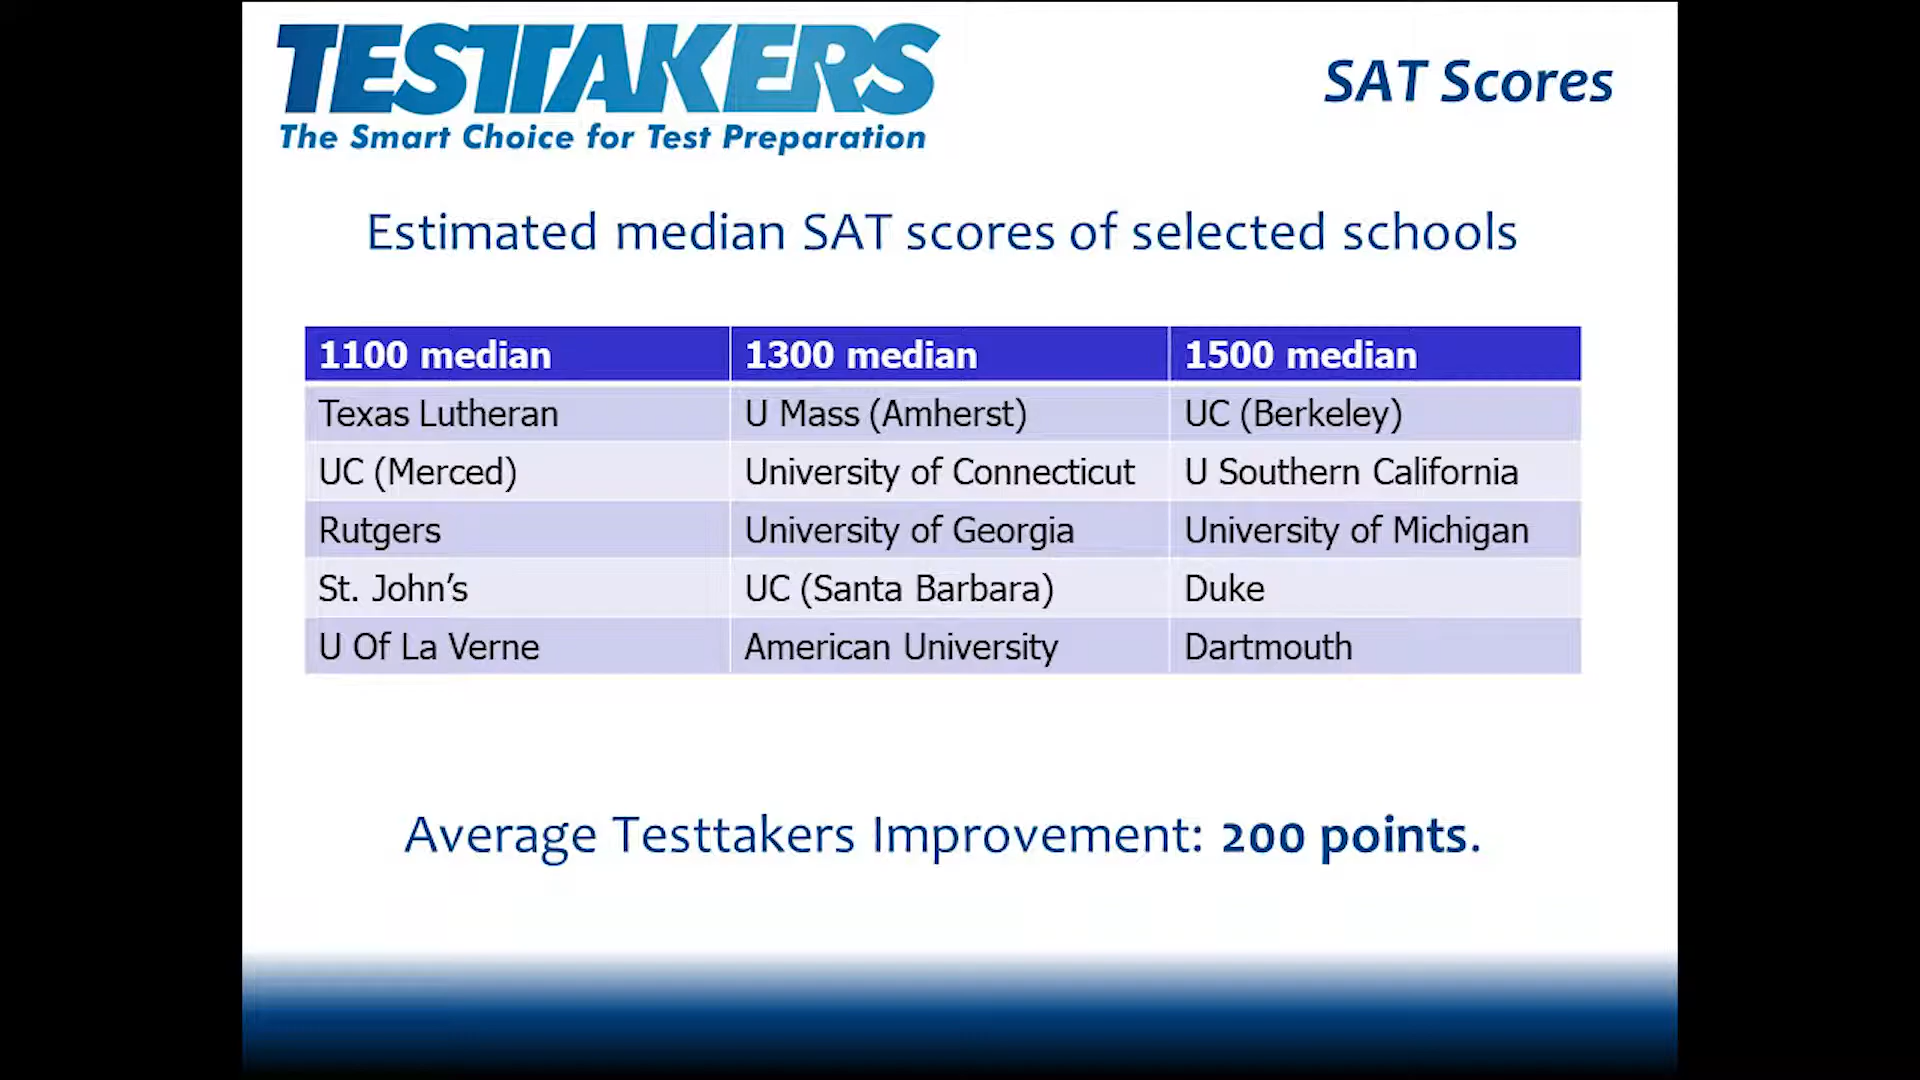 TESTTAKERS
The Smart Choice for Test Preparation
SAT Scores
Estimated median SAT scores of selected schools
1100 median 1300 median 1500 median
Texas Lutheran U Mass (Amherst) UC (Berkeley)
UC (Merced) University of Connecticut U Southern California
Rutgers University of Georgia University of Michigan
St. John’s UC (Santa Barbara) Duke
U Of La Verne American University Dartmouth
Average Testtakers Improvement: 200 points.